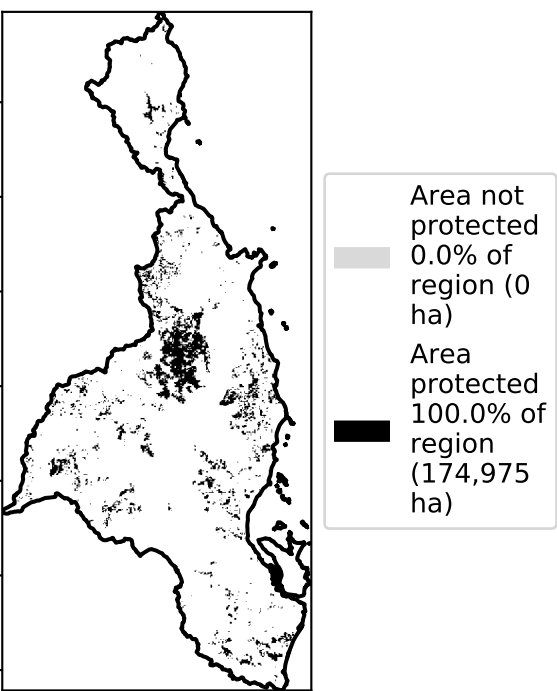 Area not
protected
0.0% of
region (0
ha)
Area
protected
100.0% of
region
(174,975
ha)